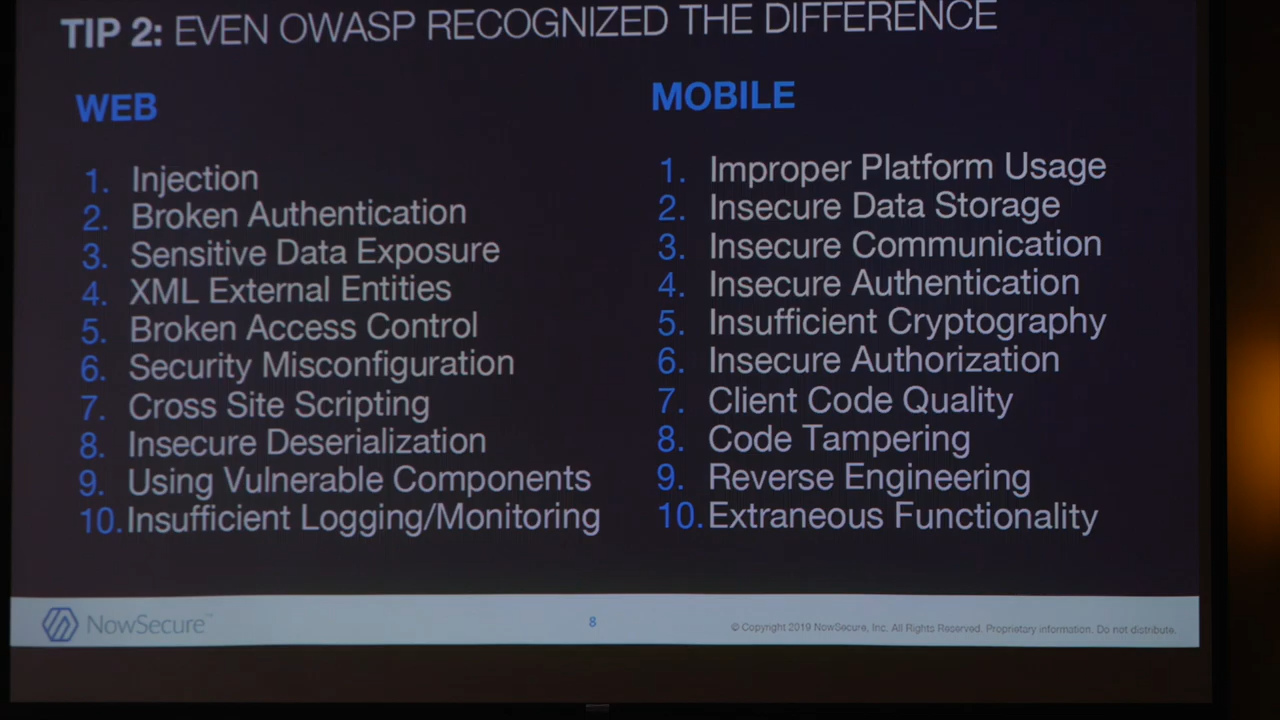 TIP 2: EVEN OWASP RECOGNIZED THE DIFFERENCE
WEB
1. Injection
2. Broken Authentication
3. Sensitive Data Exposure
4. XML External Entities
5. Broken Access Control
6. Security Misconfiguration
7. Cross Site Scripting
8. Insecure Deserialization
9. Using Vulnerable Components
10. Insufficient Logging/Monitoring
MOBILE
1. Improper Platform Usage
2. Insecure Data Storage
3. Insecure Communication
4. Insecure Authentication
5. Insufficient Cryptography
6. Insecure Authorization
7. Client Code Quality
8. Code Tampering
9. Reverse Engineering
10. Extraneous Functionality
NowSecure™
8
© Copyright 2019 NowSecure, Inc. All Rights Reserved. Proprietary information. Do not distribute.